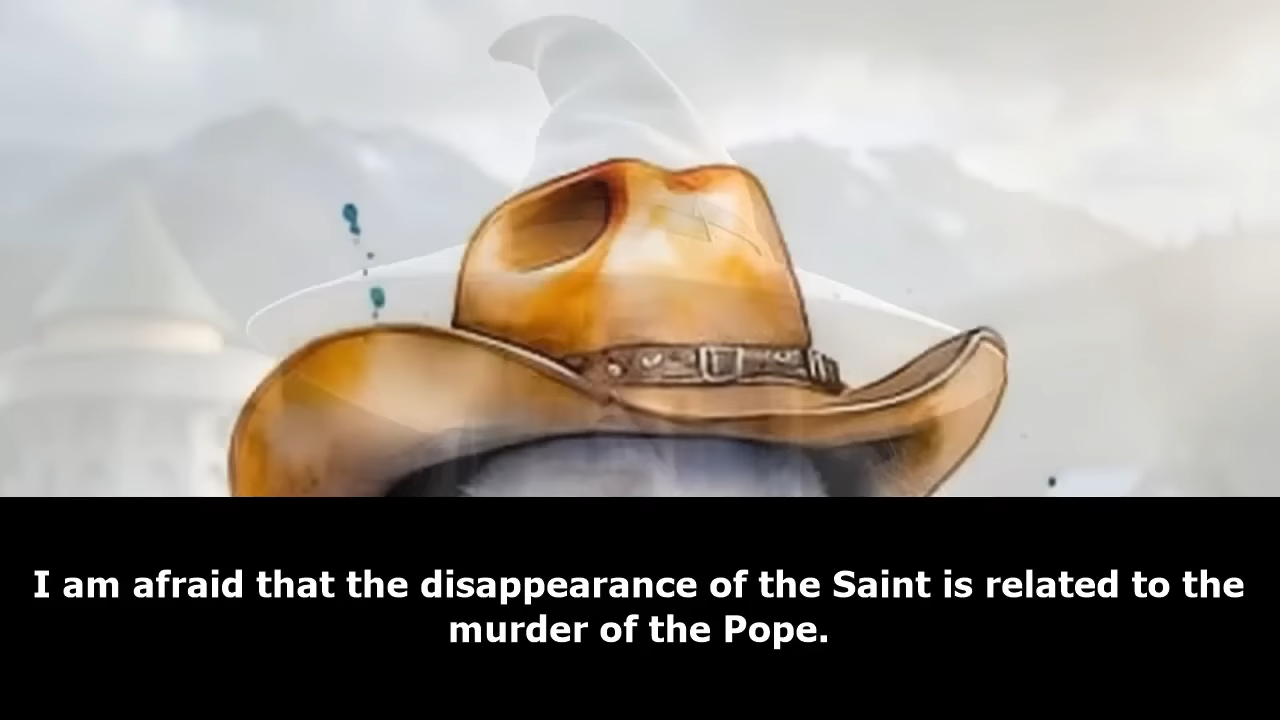 I am afraid that the disappearance of the Saint is related to the
murder of the Pope.